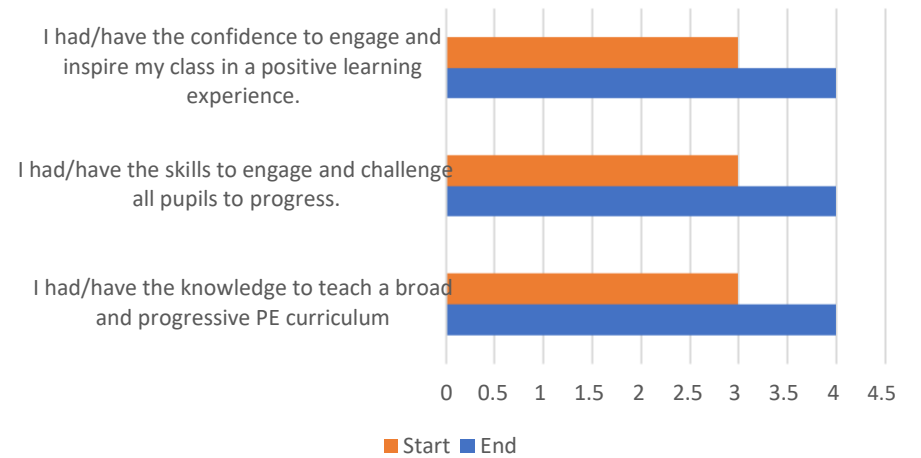 I had/have the confidence to engage and
inspire my class in a positive learning
experience.
I had/have the skills to engage and challenge
all pupils to progress.
I had/have the knowledge to teach a broad
and progressive PE curriculum
0 0.5 1 1.5 2 2.5 3 3.5 4 4.5
Start End